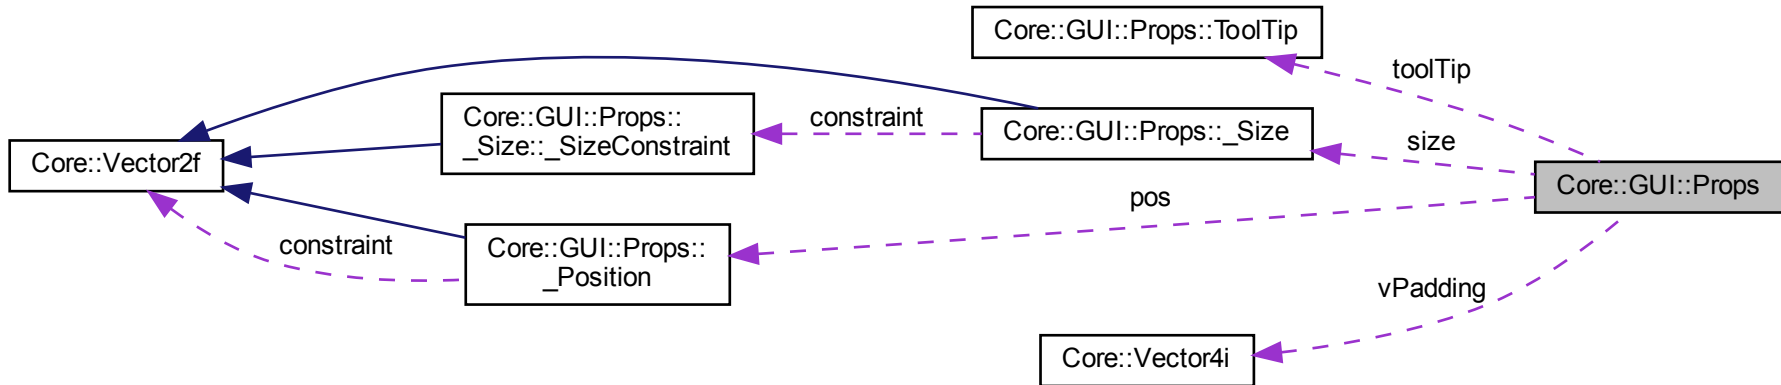 Core::GUI::Props::ToolTip
toolTip
Core::GUI::Props::
_Size::_SizeConstraint
constraint
Core::GUI::Props::_Size
size
Core::Vector2f
Core::GUI::Props
pos
constraint
Core::GUI::Props::
_Position
vPadding
Core::Vector4i